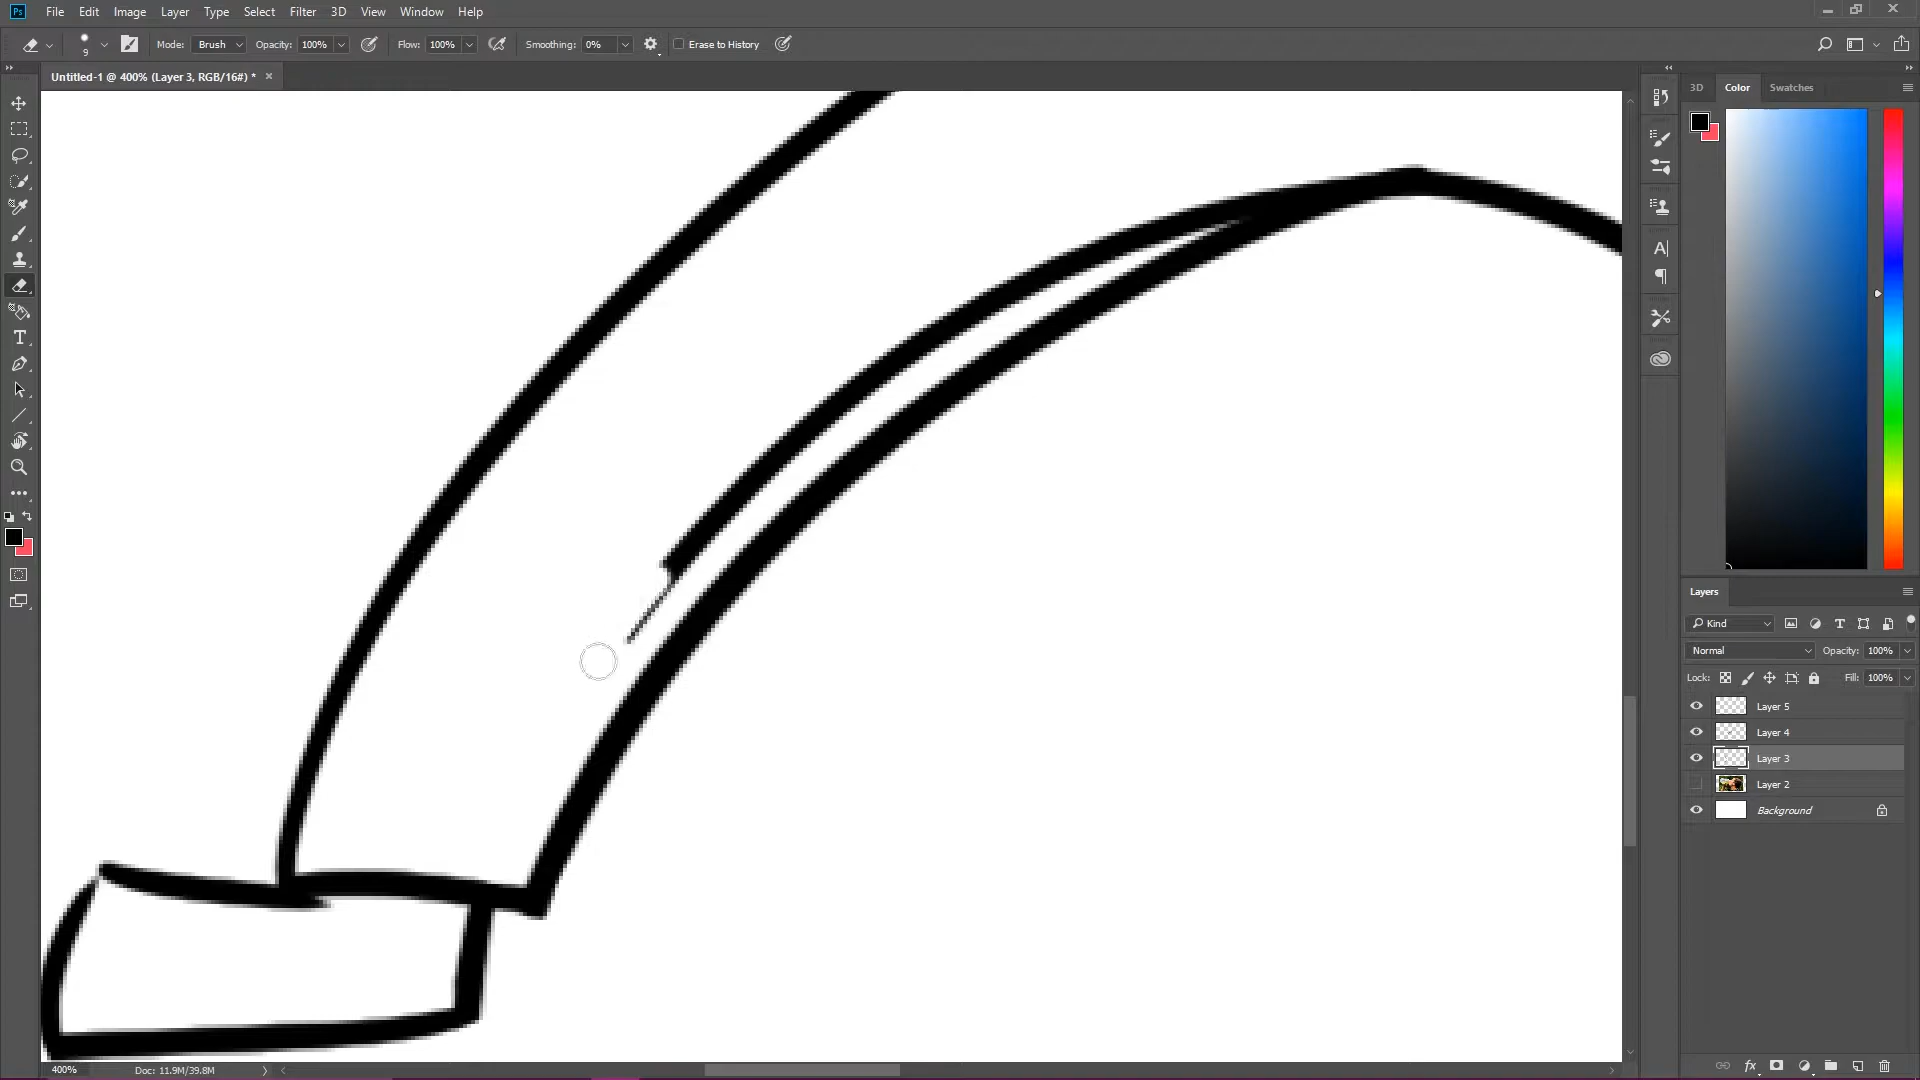 Ps File Edit Image Layer Type Select Filter 3D View Window Help
9 Mode: Brush Opacity: 100% Flow: 100% Smoothing: 0% Erase to History
Untitled-1 @ 400% (Layer 3, RGB/16#) * ×
3D Color Swatches
Layers
Kind
Normal Opacity: 100%
Lock: Fill: 100%
Layer 5
Layer 4
Layer 3
Layer 2
Background
400% Doc: 11.9M/39.8M